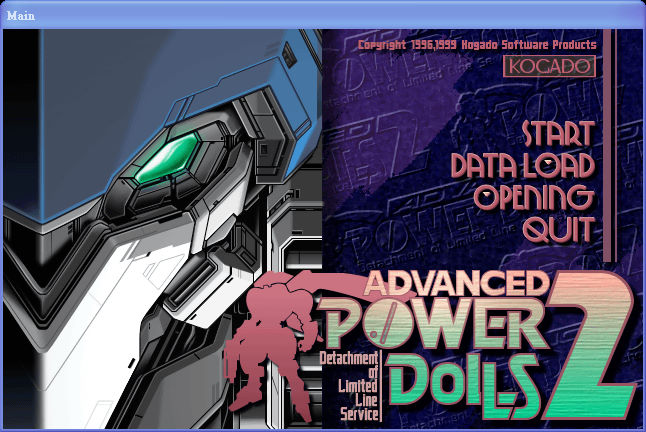 Main
Copyright 1996,1999 Kogado Software Products
KOGADO
START
DATA LOAD
OPENING
QUIT
ADVANCED
POWER
DOLLS
2
Detachment
of
Limited
Line
Service